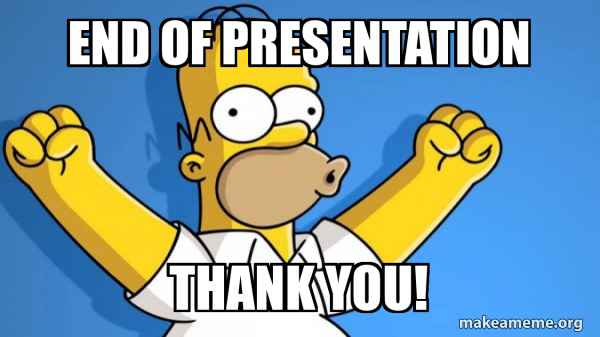 END OF PRESENTATION
THANK YOU!
makeameme.org